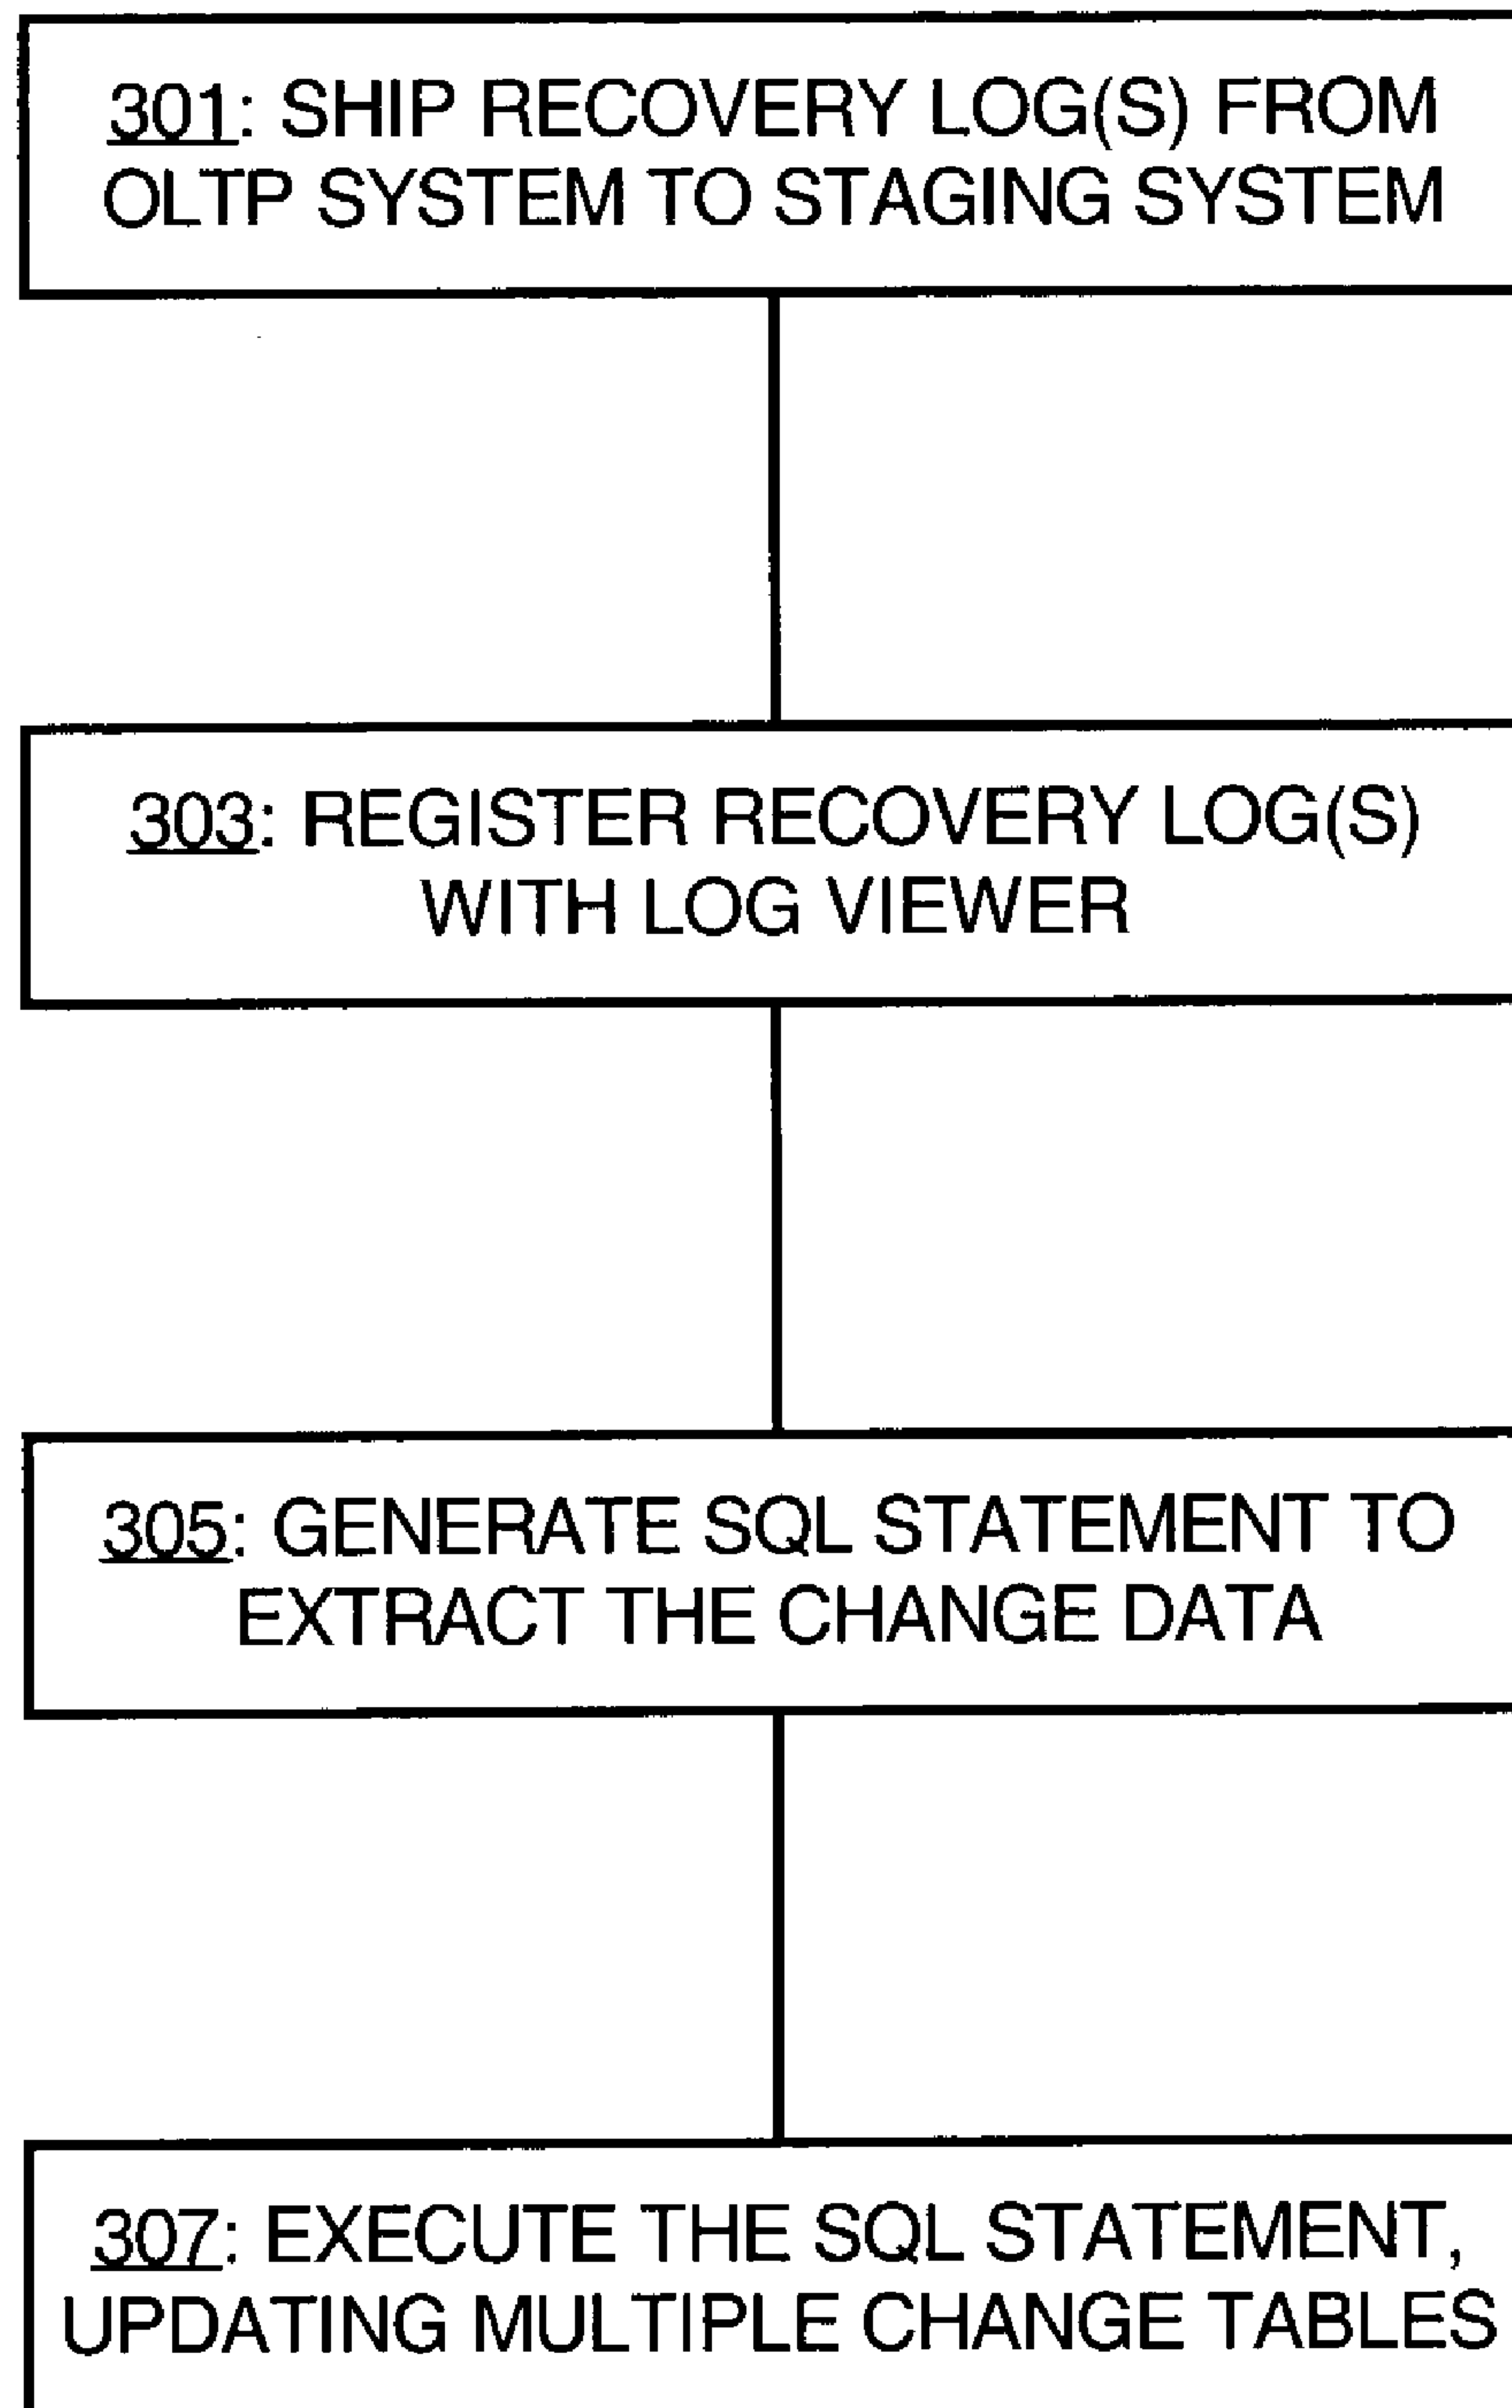 301: SHIP RECOVERY LOG(S) FROM
OLTP SYSTEM TO STAGING SYSTEM
303: REGISTER RECOVERY LOG(S)
WITH LOG VIEWER
305: GENERATE SQL STATEMENT TO
EXTRACT THE CHANGE DATA
307: EXECUTE THE SQL STATEMENT,
UPDATING MULTIPLE CHANGE TABLES